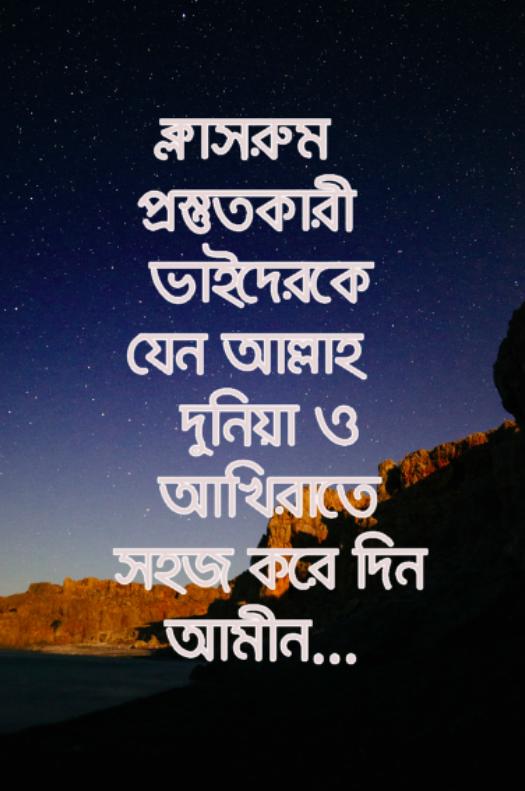 ক্লাসরুম
প্রস্তুতকারী
ভাইদেরকে
যেন আল্লাহ
দুনিয়া ও
আখিরাতে
সহজ করে দিন
আমীন...